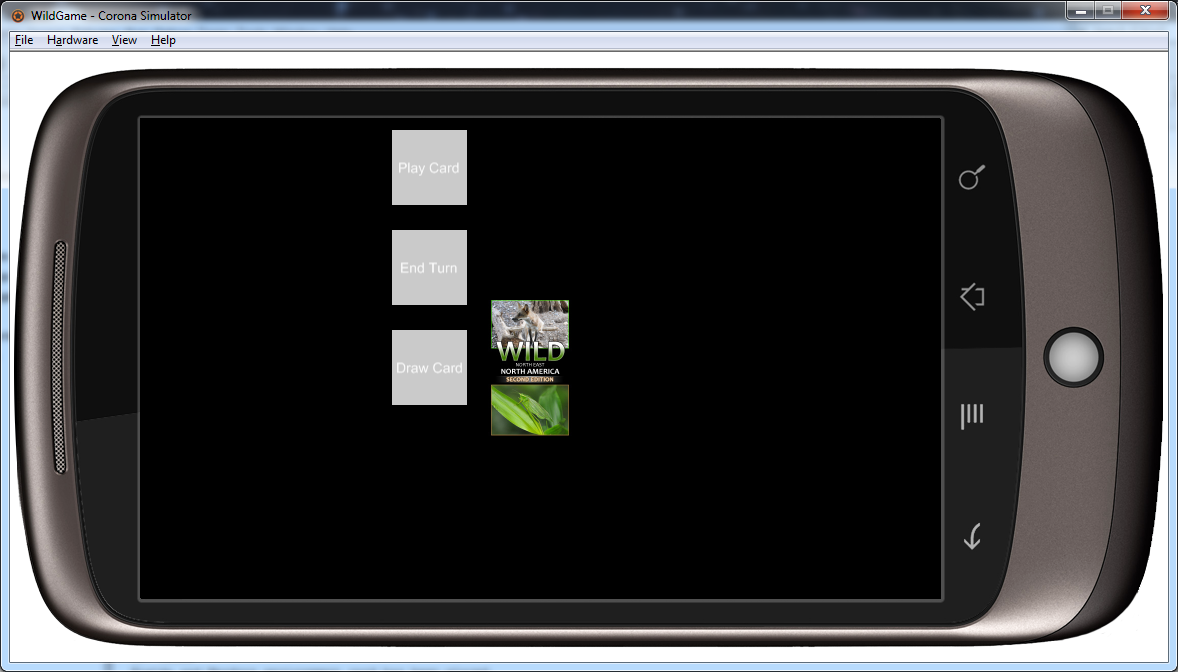 WildGame - Corona Simulator
File Hardware View Help
Play Card
End Turn
Draw Card
WILD
NORTH EAST
NORTH AMERICA
SECOND EDITION